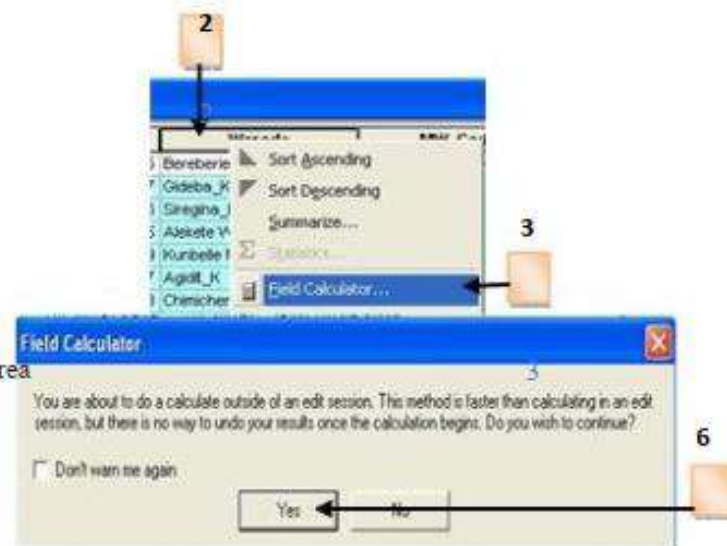 2
Woreda
Bereberie
Sort Ascending
Gideba_K
Sort Descending
Siregina_
Summarize...
Alekete W
Kunbelle
Statistics...
3
Agidit_K
Field Calculator...
Chimicher
Field Calculator
rea
3
You are about to do a calculate outside of an edit session. This method is faster than calculating in an edit
session, but there is no way to undo your results once the calculation begins. Do you wish to continue?
6
Don't warn me again
Yes
No